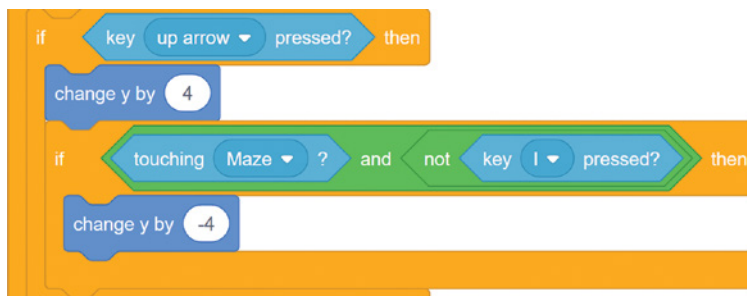 if key up arrow pressed? then
change y by 4
if touching Maze ? and not key l pressed? then
change y by -4